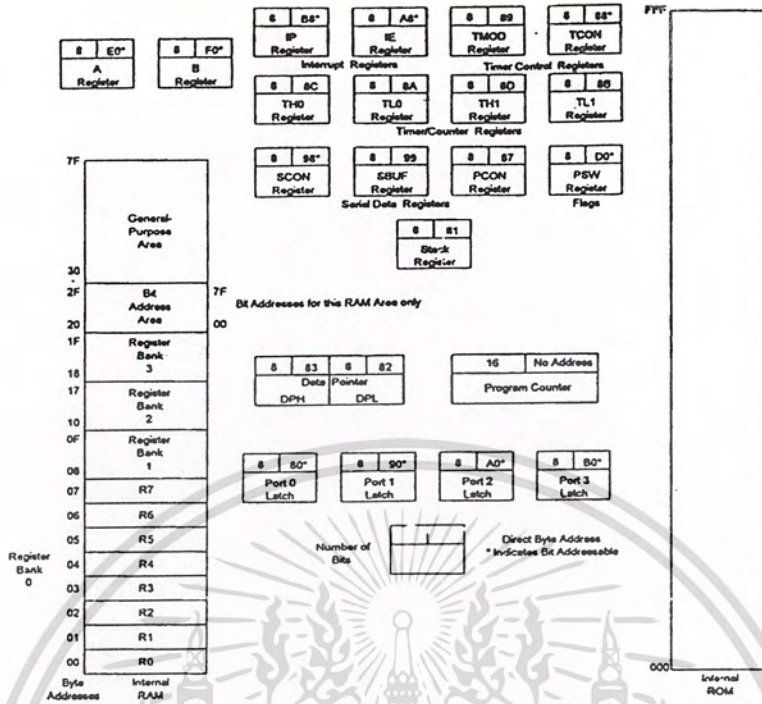 8 E0*
A
Register
8 F0*
B
Register
8 B8*
IP
Register
8 A8*
IE
Register
Interrupt Registers
8 89
TMOD
Register
8 88*
TCON
Register
Timer Control Registers
8 8C
TH0
Register
8 8A
TL0
Register
8 8D
TH1
Register
8 8B
TL1
Register
Timer/Counter Registers
8 98*
SCON
Register
8 99
SBUF
Register
8 87
PCON
Register
Serial Data Registers
8 D0*
PSW
Register
Flags
8 81
Stack
Register
7F
General-
Purpose
Area
30
2F
Bit
Address
Area
20
7F
00
Bit Addresses for this RAM Area only
1F
Register
Bank
3
18
17
Register
Bank
2
10
0F
Register
Bank
1
08
07 R7
06 R6
05 R5
04 R4
03 R3
02 R2
01 R1
00 R0
Register
Bank
0
Byte
Addresses
Internal
RAM
8 83 8 82
Data Pointer
DPH DPL
16 No Address
Program Counter
8 80*
Port 0
Latch
8 90*
Port 1
Latch
8 A0*
Port 2
Latch
8 B0*
Port 3
Latch
Number of
Bits
Direct Byte Address
* Indicates Bit Addressable
FFF
000
Internal
ROM